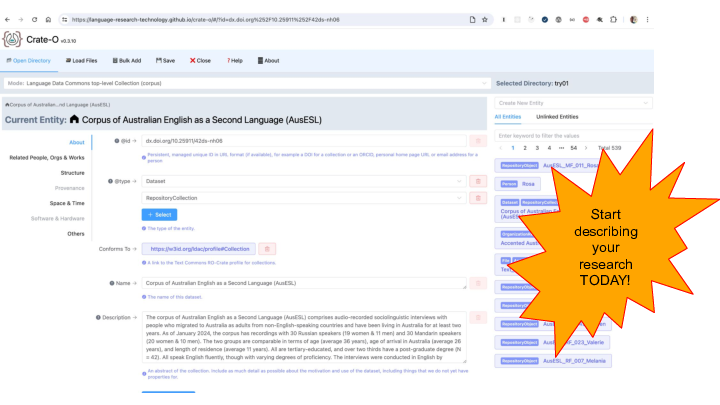 https://language-research-technology.github.io/crate-o/#/?id=dx.doi.org%252F10.25911%252F42ds-nh06
Crate-O v0.3.10
Open Directory Load Files Bulk Add Save Close Help About
Mode: Language Data Commons top-level Collection (corpus)
Selected Directory: try01
Corpus of Australian...nd Language (AusESL)
Current Entity: Corpus of Australian English as a Second Language (AusESL)
About
Related People, Orgs & Works
Structure
Provenance
Space & Time
Software & Hardware
Others
@id
dx.doi.org/10.25911/42ds-nh06
Persistent, managed unique ID in URL format (if available), for example a DOI for a collection or an ORCID, personal home page URL, or email address for a
person
@type
Dataset
RepositoryCollection
+ Select
The type of the entity.
Conforms To
https://w3id.org/ldac/profile#Collection
A link to the Text Commons RO-Crate profile for collections.
Name
Corpus of Australian English as a Second Language (AusESL)
The name of this dataset.
Description
The corpus of Australian English as a Second Language (AusESL) comprises audio-recorded sociolinguistic interviews with
people who migrated to Australia as adults from non-English-speaking countries and have been living in Australia for at least two
years. As of January 2024, the corpus has recordings with 30 Russian speakers (19 women & 11 men) and 30 Mandarin speakers
(20 women & 10 men). The two groups are comparable in terms of age (average 36 years), age of arrival in Australia (average 26
years), and length of residence (average 11 years). All are tertiary-educated, and over two thirds have a post-graduate degree (N
= 42). All speak English fluently, though with varying degrees of proficiency. The interviews were conducted in English by
An abstract of the collection. Include as much detail as possible about the motivation and use of the dataset, including things that we do not yet have
properties for
Create New Entity
All Entities Unlinked Entities
Enter keyword to filter the values
1 2 3 4 ... 54 Total 539
RepositoryObject AusESL_MF_011_Rosa
Person Rosa
Dataset RepositoryCollection
Corpus of Australian
(AusESL)
Organization
Accented Aus
File
Text
RepositoryObject
RepositoryObject
RepositoryObject
RepositoryObject AusESL_RF_023_Valerie
RepositoryObject AusESL_RF_007_Melania
Start
describing
your
research
TODAY!